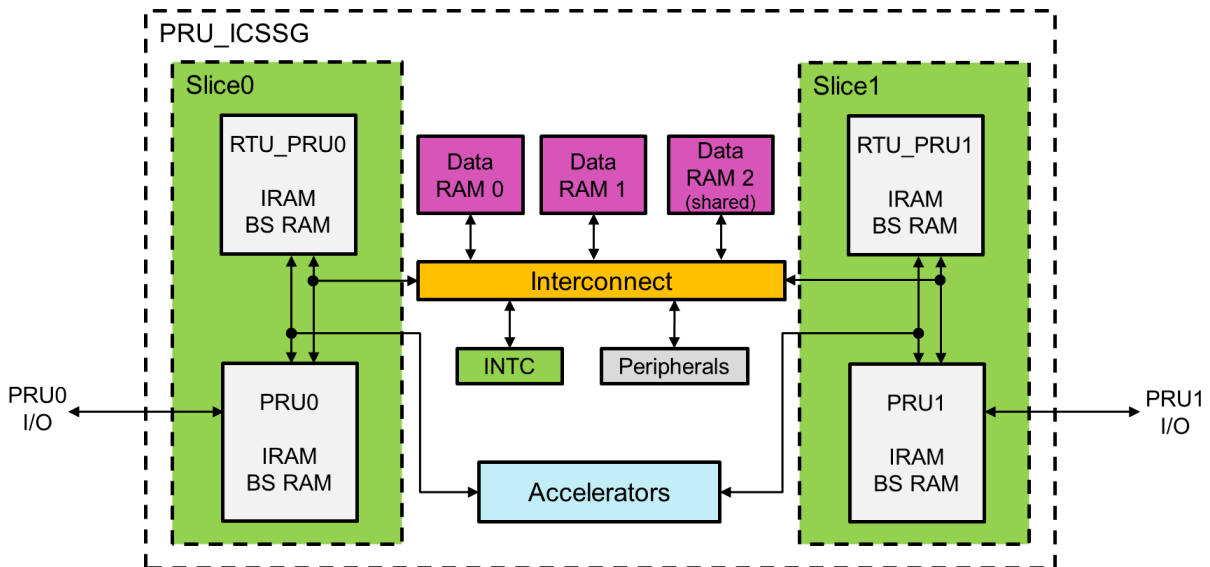 PRU_ICSSG
Slice0
RTU_PRU0
IRAM
BS RAM
PRU0
IRAM
BS RAM
PRU0
I/O
Data
RAM 0
Data
RAM 1
Data
RAM 2
(shared)
Interconnect
INTC
Peripherals
Accelerators
Slice1
RTU_PRU1
IRAM
BS RAM
PRU1
IRAM
BS RAM
PRU1
I/O